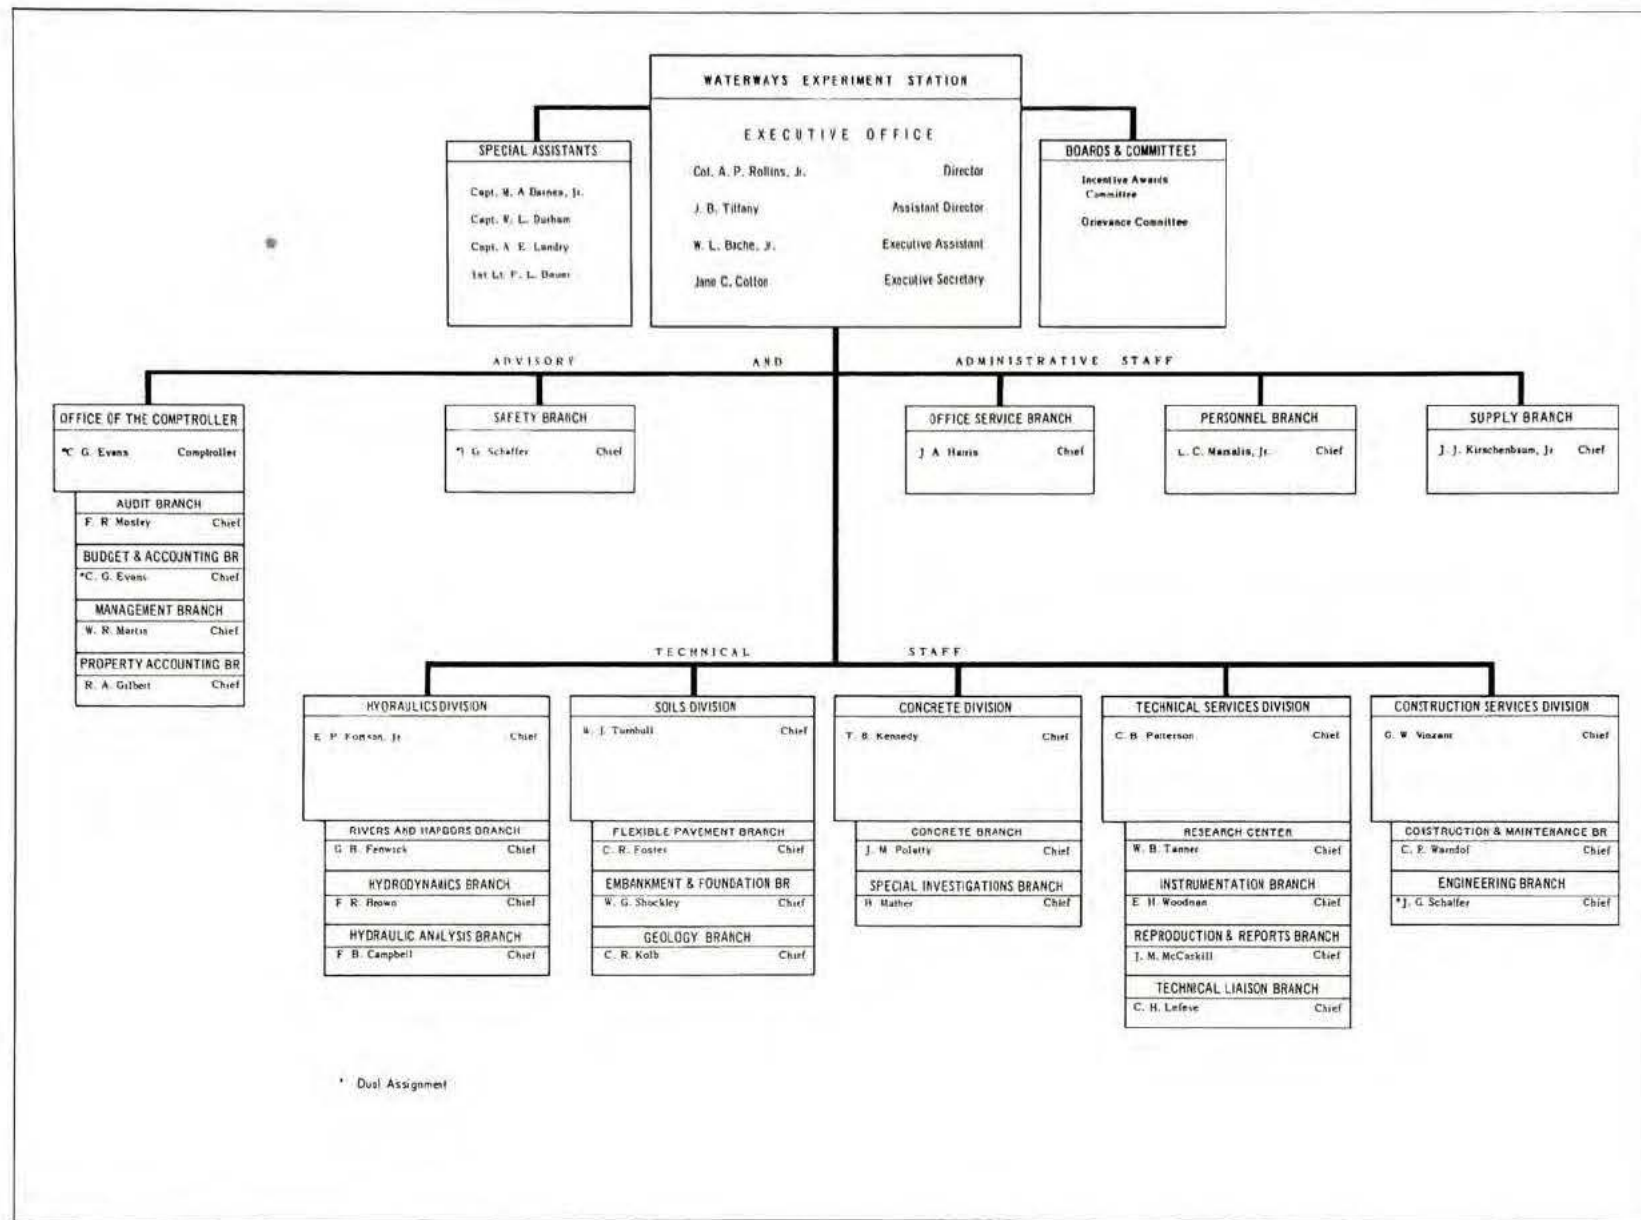 WATERWAYS EXPERIMENT STATION
EXECUTIVE OFFICE
Col. A. P. Rollins, Jr. Director
J. B. Tiffany Assistant Director
W. L. Bache, Jr. Executive Assistant
Jane C. Cotton Executive Secretary
SPECIAL ASSISTANTS
Capt. A. Jr.
Capt. W. L. Durham
Capt. A. E. Landry
1st Lt. L.
BOARDS & COMMITTEES
Incentive Awards
Committee
Grievance Committee
ADVISORY AND ADMINISTRATIVE STAFF
OFFICE OF THE COMPTROLLER
*C G. Evans Comptroller
AUDIT BRANCH
F. R Mosley Chief
BUDGET & ACCOUNTING BR
*C. G. Evans Chief
MANAGEMENT BRANCH
W. R. Martin Chief
PROPERTY ACCOUNTING BR
R. A. Gilbert Chief
SAFETY BRANCH
*J G. Schaffer Chief
OFFICE SERVICE BRANCH
J A Harris Chief
PERSONNEL BRANCH
L. C. Jr. Chief
SUPPLY BRANCH
J. J. Kirschenbaum, Jr Chief
TECHNICAL STAFF
HYDRAULICS DIVISION
E. P. Fortson, Jr Chief
RIVERS AND HARBORS BRANCH
G. B. Fenwick Chief
HYDRODYNAMICS BRANCH
F R. Brown Chief
HYDRAULIC ANALYSIS BRANCH
F B. Campbell Chief
SOILS DIVISION
W. J. Turnbull Chief
FLEXIBLE PAVEMENT BRANCH
C. R. Foster Chief
EMBANKMENT & FOUNDATION BR
W. G. Shockley Chief
GEOLOGY BRANCH
C. R. Kolb Chief
CONCRETE DIVISION
T. B. Kennedy Chief
CONCRETE BRANCH
J. M. Polatty Chief
SPECIAL INVESTIGATIONS BRANCH
B. Mather Chief
TECHNICAL SERVICES DIVISION
C. B. Patterson Chief
RESEARCH CENTER
W. B. Tanner Chief
INSTRUMENTATION BRANCH
E. H. Woodman Chief
REPRODUCTION & REPORTS BRANCH
J. M. McCaskill Chief
TECHNICAL LIAISON BRANCH
C. H. Lefeve Chief
CONSTRUCTION SERVICES DIVISION
G. W. Vinzant Chief
CONSTRUCTION & MAINTENANCE BR
C. F. Chief
ENGINEERING BRANCH
*J. G. Schaffer Chief
* Dual Assignment